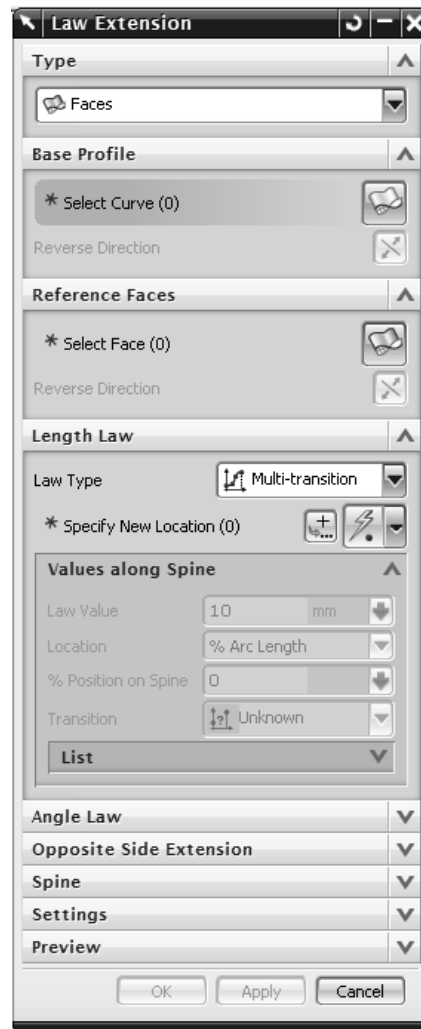 Law Extension
Type
Faces
Base Profile
* Select Curve (0)
Reverse Direction
Reference Faces
* Select Face (0)
Reverse Direction
Length Law
Law Type Multi-transition
* Specify New Location (0)
Values along Spine
Law Value 10 mm
Location % Arc Length
% Position on Spine 0
Transition Unknown
List
Angle Law
Opposite Side Extension
Spine
Settings
Preview
OK Apply Cancel